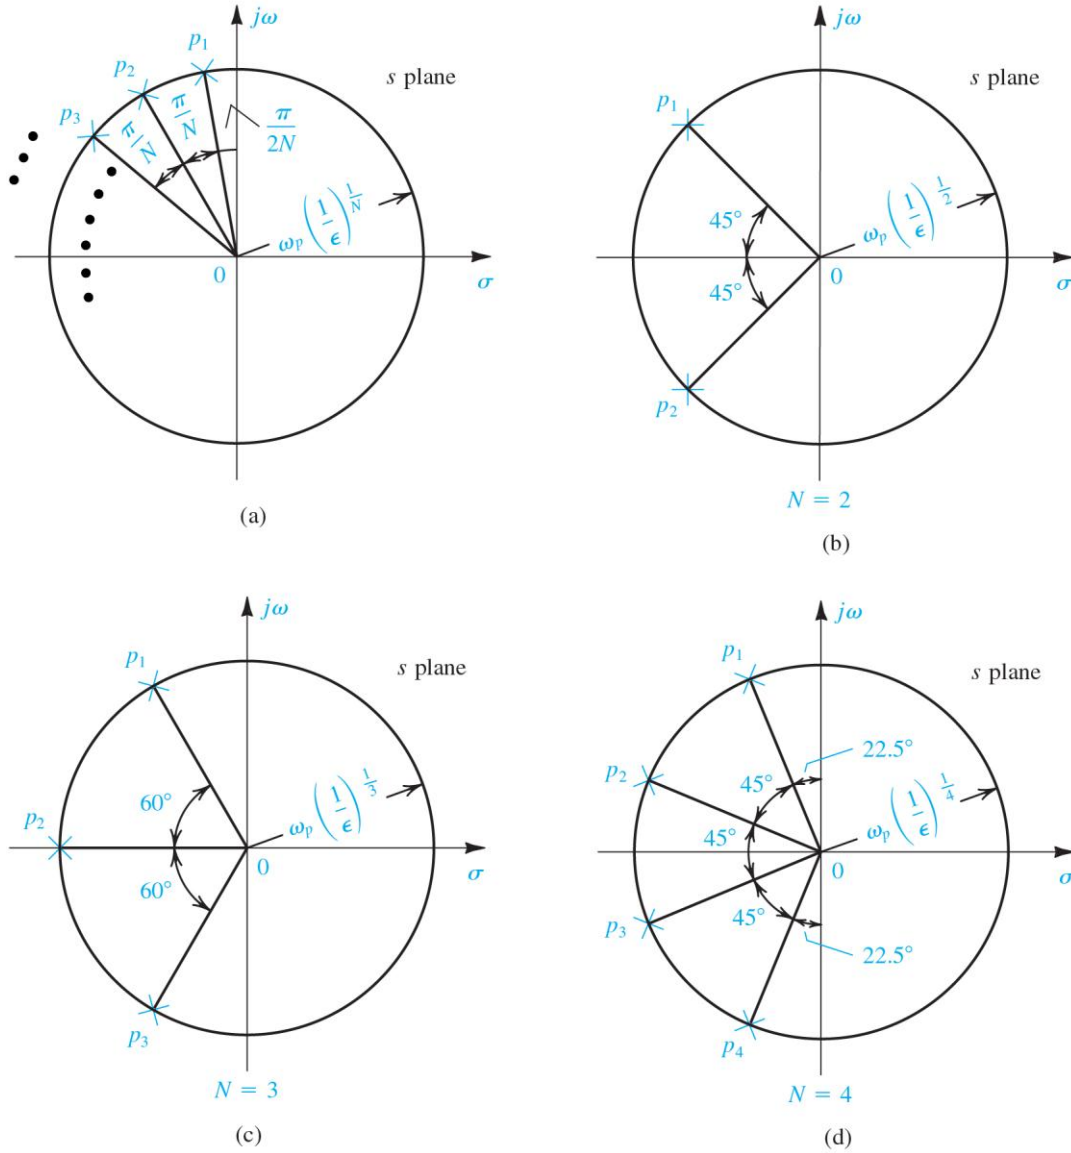 jω
p₁
p₂
p₃
s plane
π/N
π/N
π/2N
ωₚ(1/ϵ)^(1/N)
0
σ
(a)
jω
s plane
p₁
45°
45°
ωₚ(1/ϵ)^(1/2)
0
σ
p₂
N = 2
(b)
jω
p₁
s plane
60°
p₂
60°
ωₚ(1/ϵ)^(1/3)
0
σ
p₃
N = 3
(c)
jω
p₁
s plane
22.5°
p₂
45°
45°
45°
ωₚ(1/ϵ)^(1/4)
0
σ
p₃
22.5°
p₄
N = 4
(d)